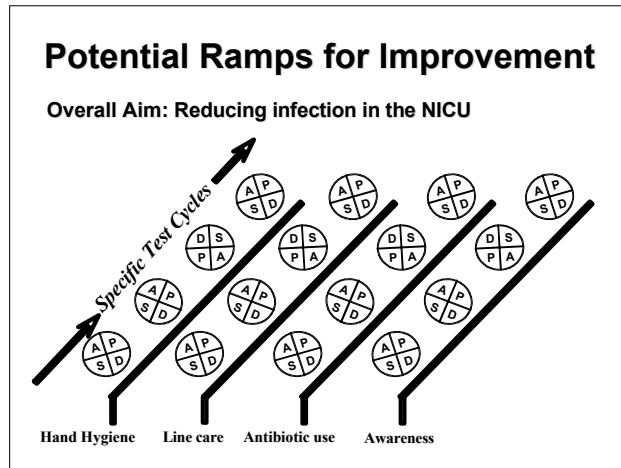 Potential Ramps for Improvement
Overall Aim: Reducing infection in the NICU
Specific Test Cycles
A P
S D
A P
S D
A P
S D
A P
S D
D S
P A
D S
P A
D S
P A
D S
P A
A P
S D
A P
S D
A P
S D
A P
S D
A P
S D
A P
S D
A P
S D
A P
S D
Hand Hygiene Line care Antibiotic use Awareness